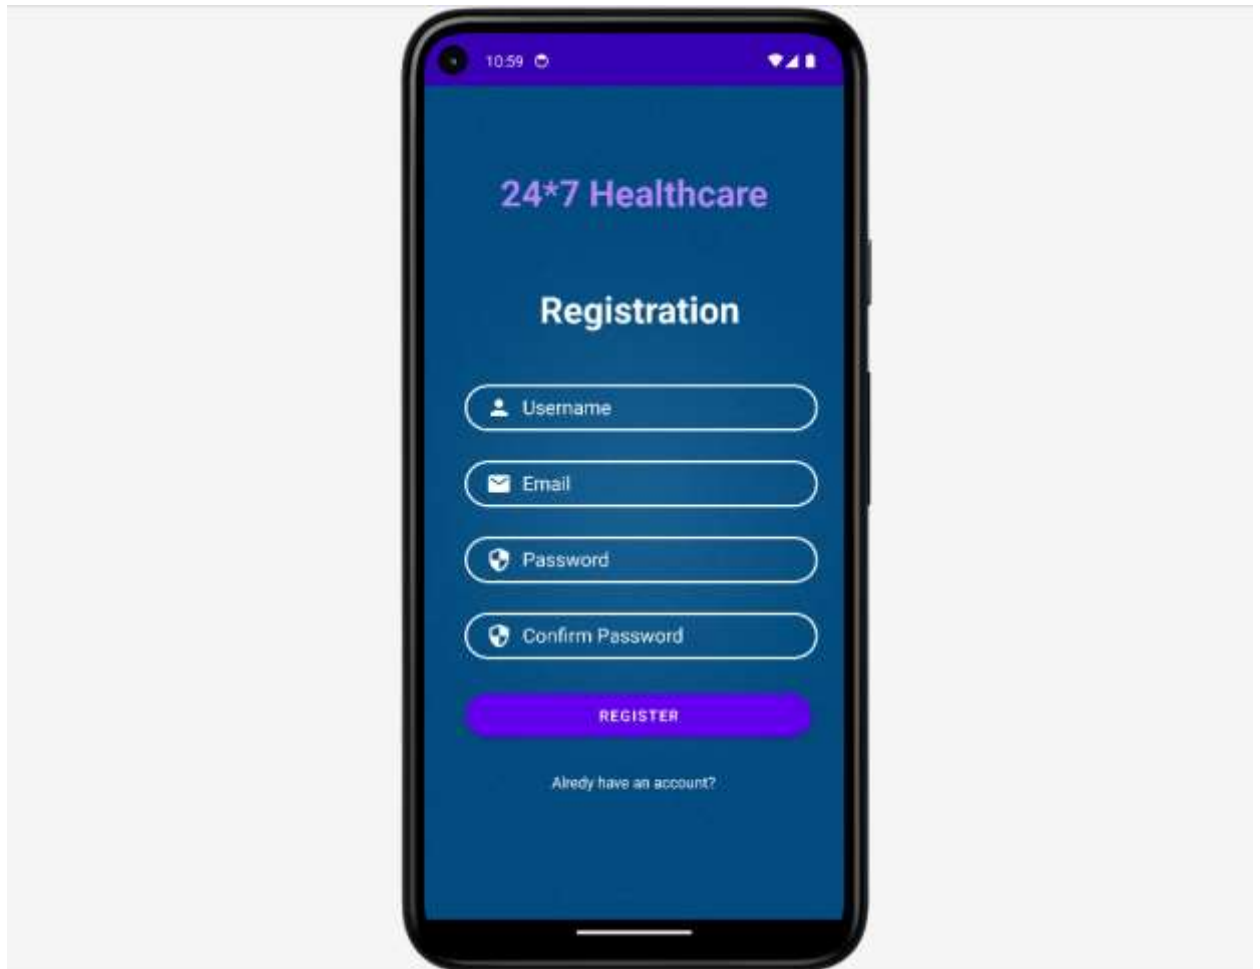 10:59
24*7 Healthcare
Registration
Username
Email
Password
Confirm Password
REGISTER
Alredy have an account?